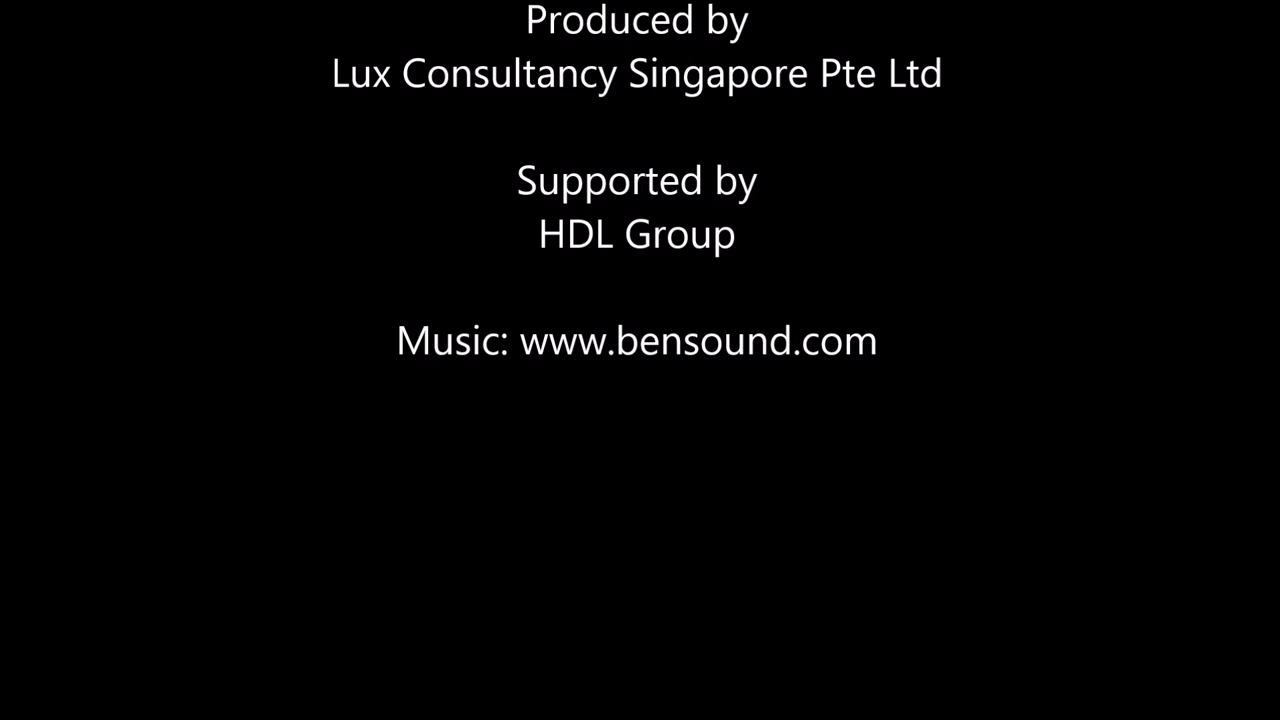 Produced by
Lux Consultancy Singapore Pte Ltd
Supported by
HDL Group
Music: www.bensound.com